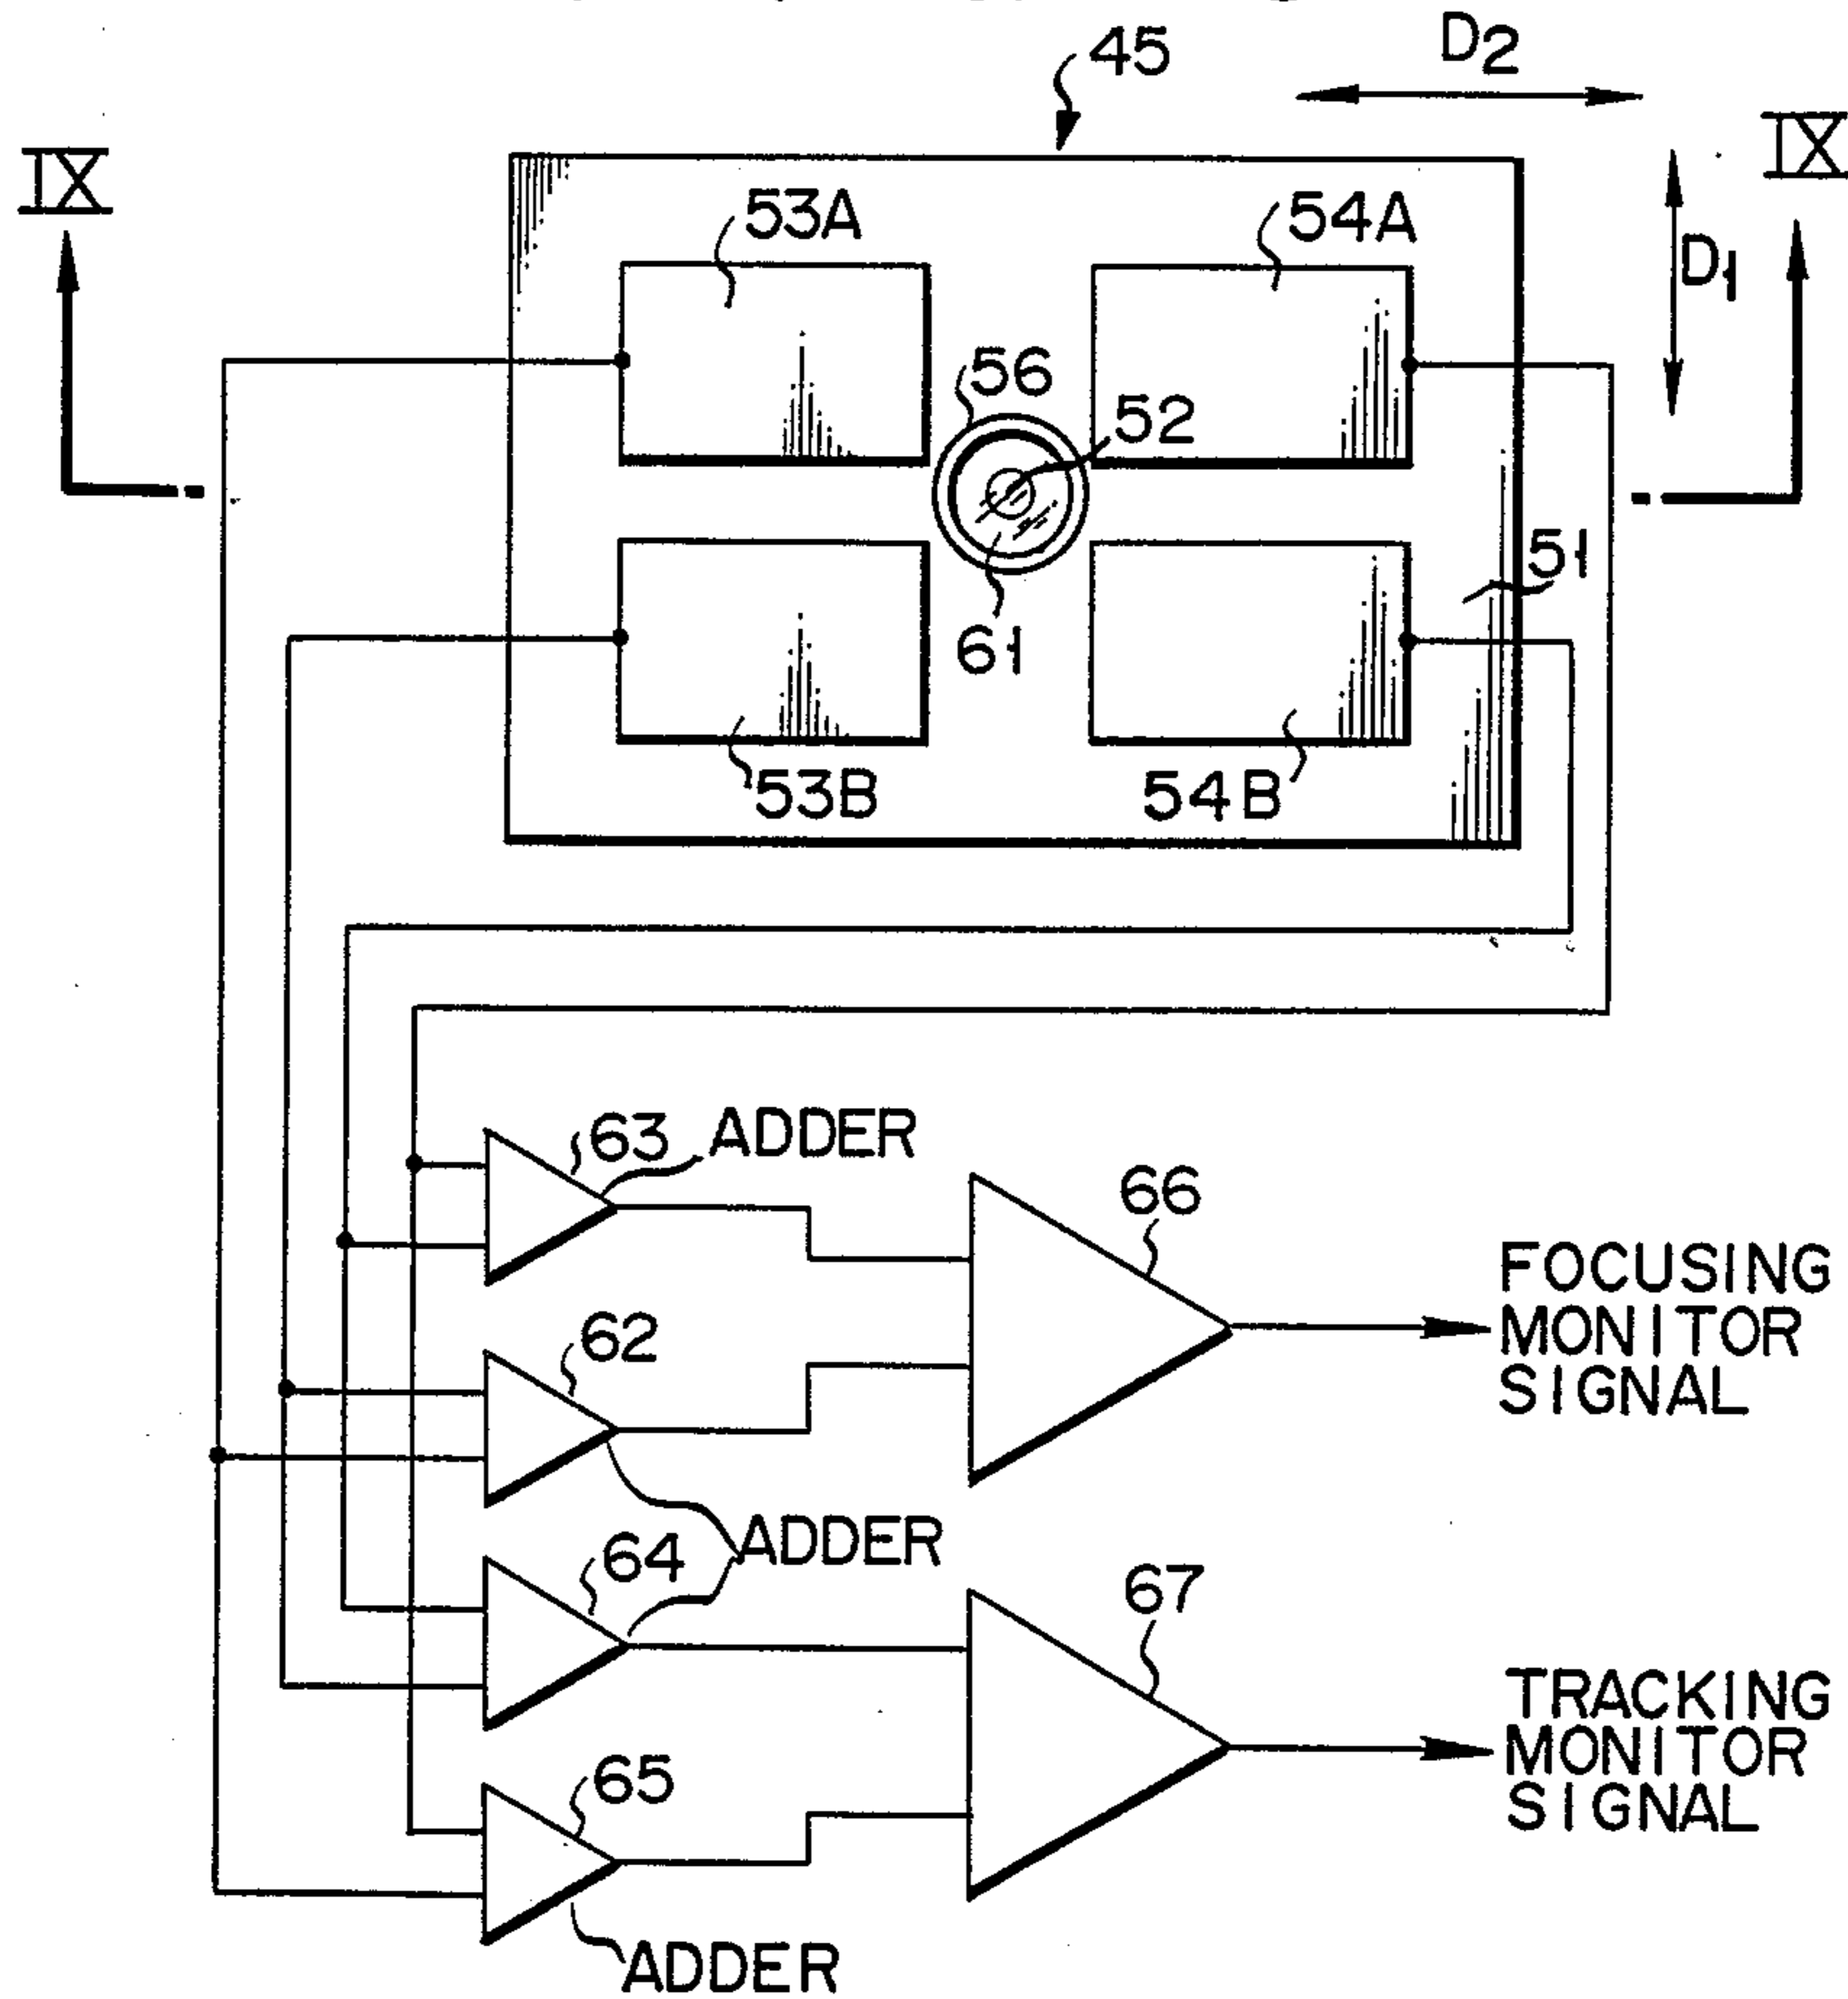 45
D2
IX
IX
53A
54A
D1
56
52
51
61
53B
54B
63
ADDER
66
FOCUSING
MONITOR
SIGNAL
62
ADDER
64
67
TRACKING
MONITOR
SIGNAL
65
ADDER